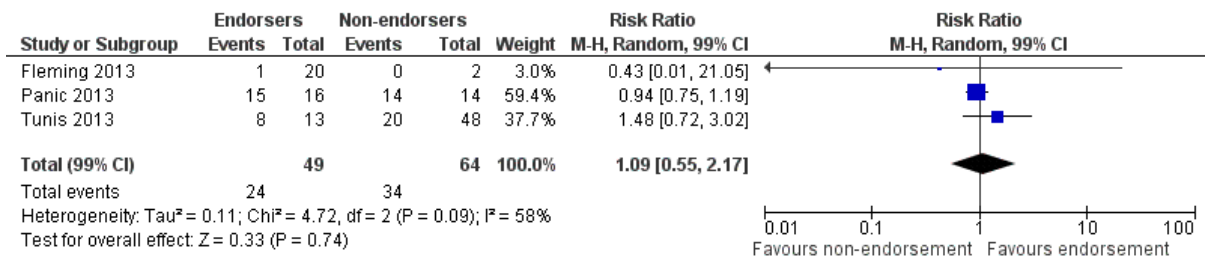 Endorsers Non-endorsers Risk Ratio Risk Ratio
Study or Subgroup Events Total Events Total Weight M-H, Random, 99% CI M-H, Random, 99% CI
Fleming 2013 1 20 0 2 3.0% 0.43 [0.01, 21.05]
Panic 2013 15 16 14 14 59.4% 0.94 [0.75, 1.19]
Tunis 2013 8 13 20 48 37.7% 1.48 [0.72, 3.02]
Total (99% CI) 49 64 100.0% 1.09 [0.55, 2.17]
Total events 24 34
Heterogeneity: Tau² = 0.11; Chi² = 4.72, df = 2 (P = 0.09); I² = 58%
Test for overall effect: Z = 0.33 (P = 0.74)
0.01 0.1 1 10 100
Favours non-endorsement Favours endorsement